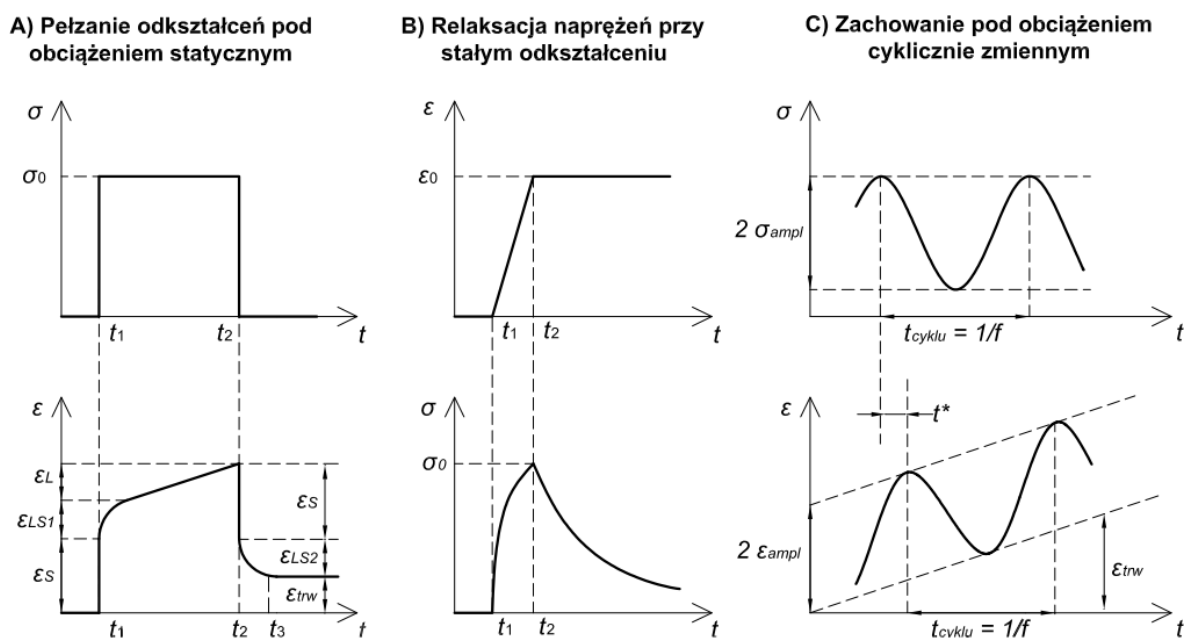 A) Pełzanie odkształceń pod
obciążeniem statycznym
σ
σ0
t1
t2
t
ε
εL
εLS1
εS
εS
εLS2
εtrw
t1
t2
t3
t
B) Relaksacja naprężeń przy
stałym odkształceniu
ε
ε0
t1
t2
t
σ
σ0
t1
t2
t
C) Zachowanie pod obciążeniem
cyklicznie zmiennym
σ
2 σampl
tcyklu = 1/f
t
ε
t*
2 εampl
εtrw
tcyklu = 1/f
t